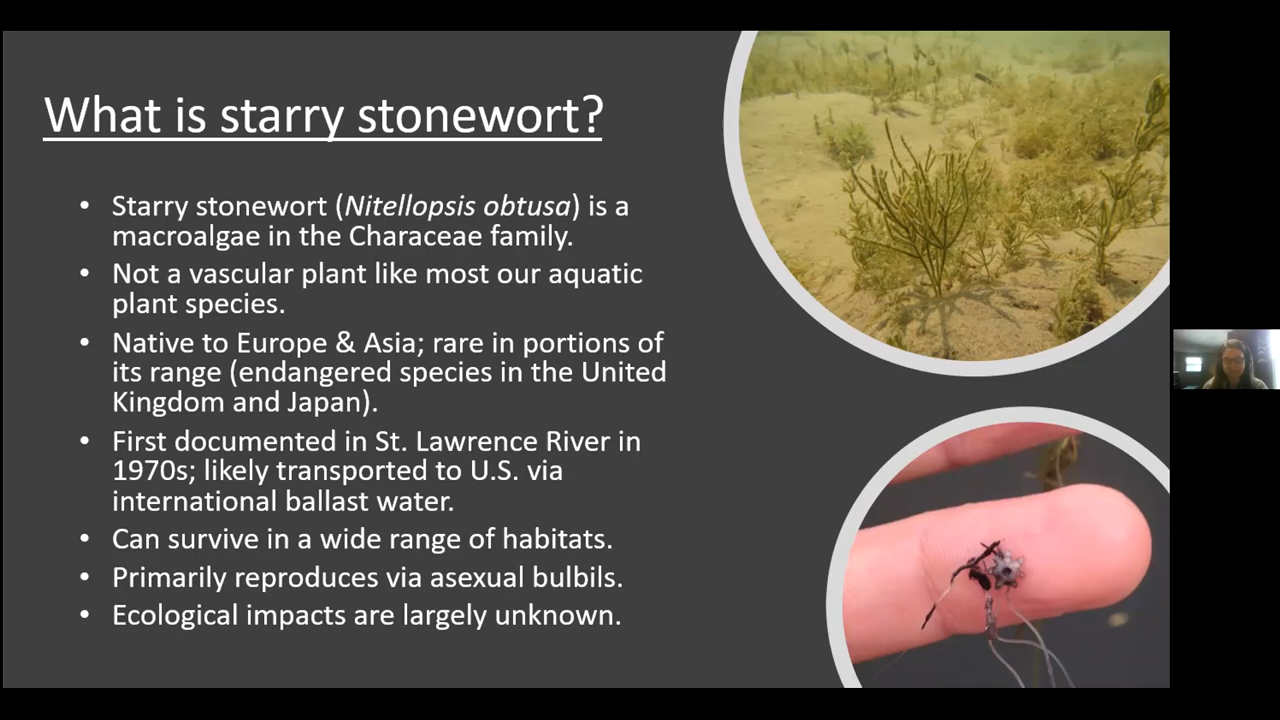 What is starry stonewort?
• Starry stonewort (Nitellopsis obtusa) is a
macroalgae in the Characeae family.
• Not a vascular plant like most our aquatic
plant species.
• Native to Europe & Asia; rare in portions of
its range (endangered species in the United
Kingdom and Japan).
• First documented in St. Lawrence River in
1970s; likely transported to U.S. via
international ballast water.
• Can survive in a wide range of habitats.
• Primarily reproduces via asexual bulbils.
• Ecological impacts are largely unknown.